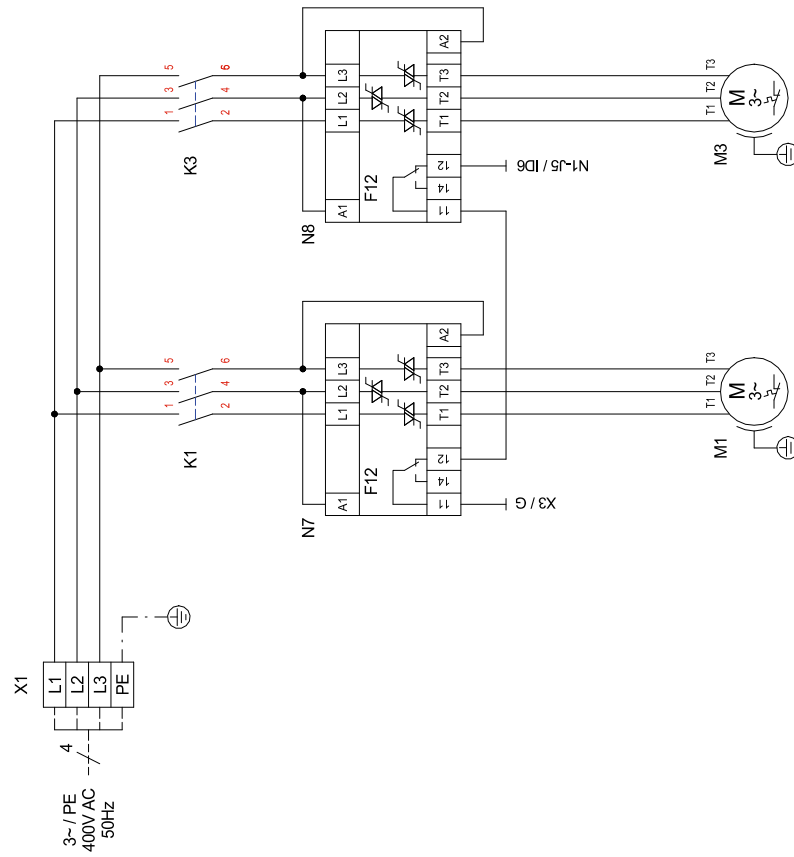 3~ / PE
400V AC
50Hz
4
X1
L1
L2
L3
PE
K1
1
3
5
2
4
6
K3
1
3
5
2
4
6
N7
A1
L1
L2
L3
F12
11
14
12
T1
T2
T3
A2
X3 / G
N8
A1
L1
L2
L3
F12
11
14
12
T1
T2
T3
A2
N1-J5 / ID6
M1
T1
T2
T3
M
3~
M3
T1
T2
T3
M
3~